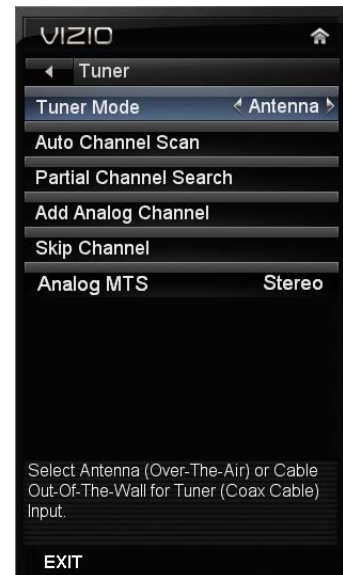 VIZIO
Tuner
Tuner Mode Antenna
Auto Channel Scan
Partial Channel Search
Add Analog Channel
Skip Channel
Analog MTS Stereo
Select Antenna (Over-The-Air) or Cable
Out-Of-The-Wall for Tuner (Coax Cable)
Input.
EXIT